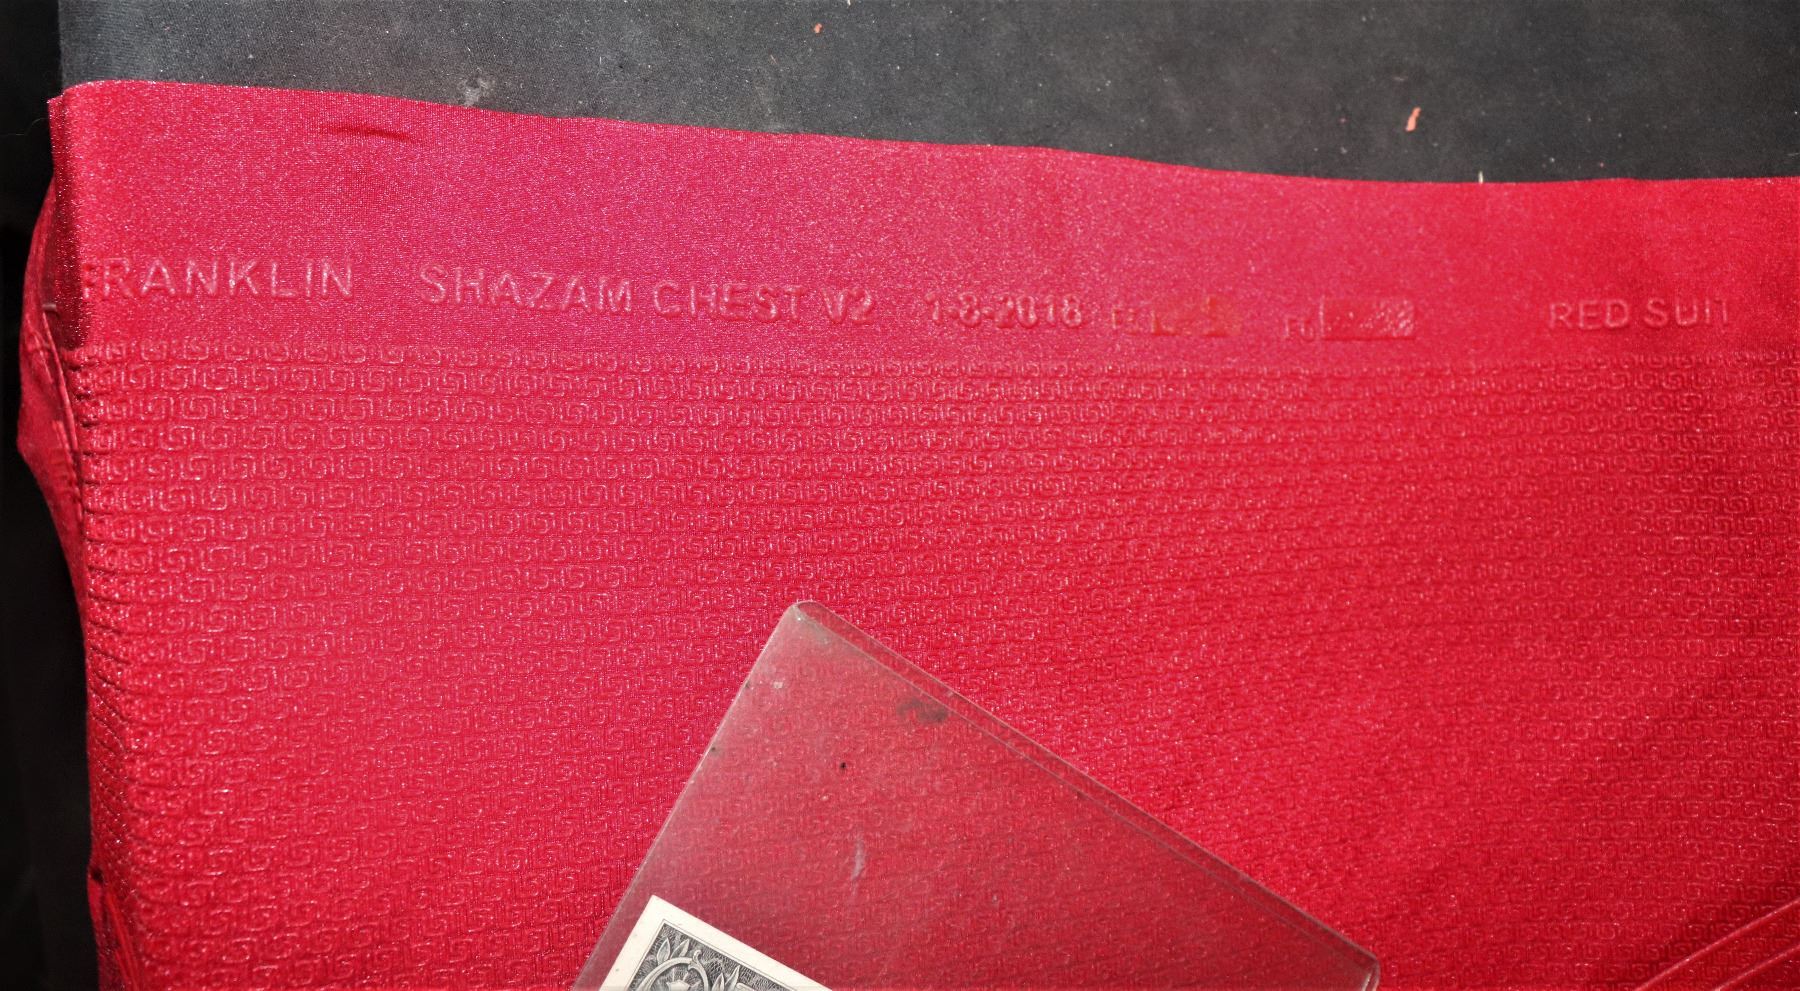 FRANKLIN SHAZAM CHEST V2 1-8-2018 RED SUIT